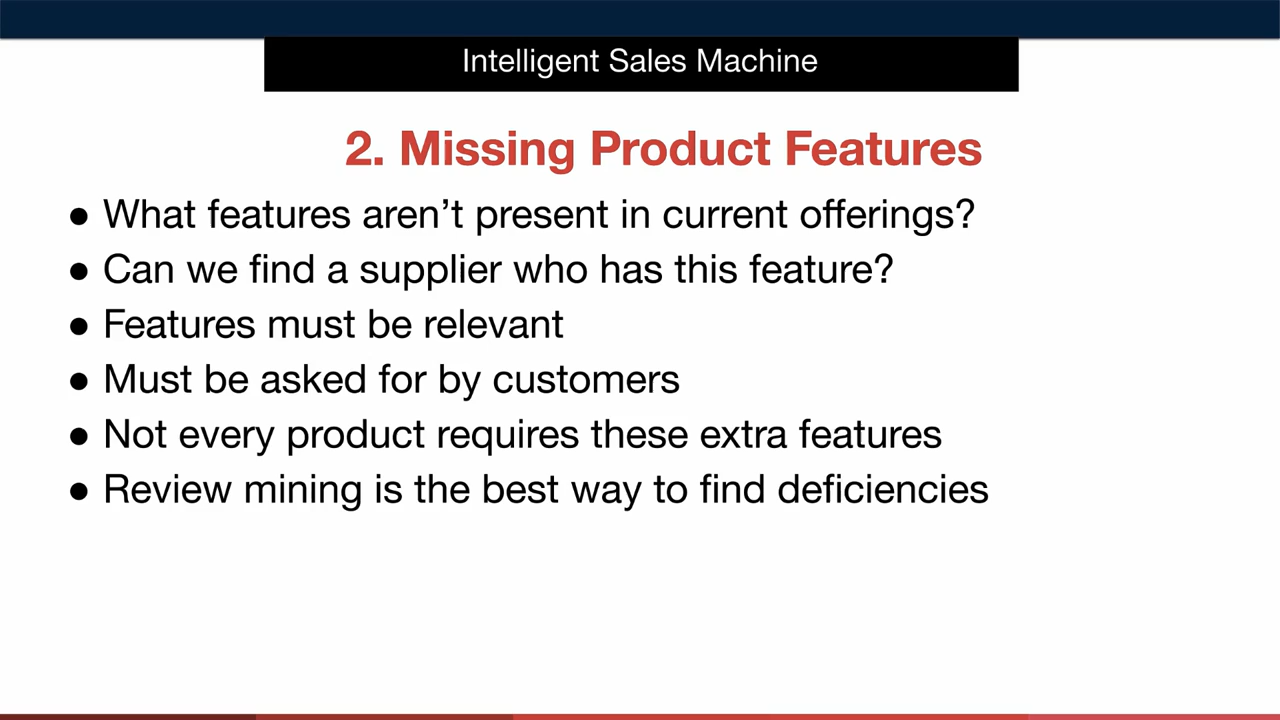 Intelligent Sales Machine
2. Missing Product Features
● What features aren’t present in current offerings?
● Can we find a supplier who has this feature?
● Features must be relevant
● Must be asked for by customers
● Not every product requires these extra features
● Review mining is the best way to find deficiencies